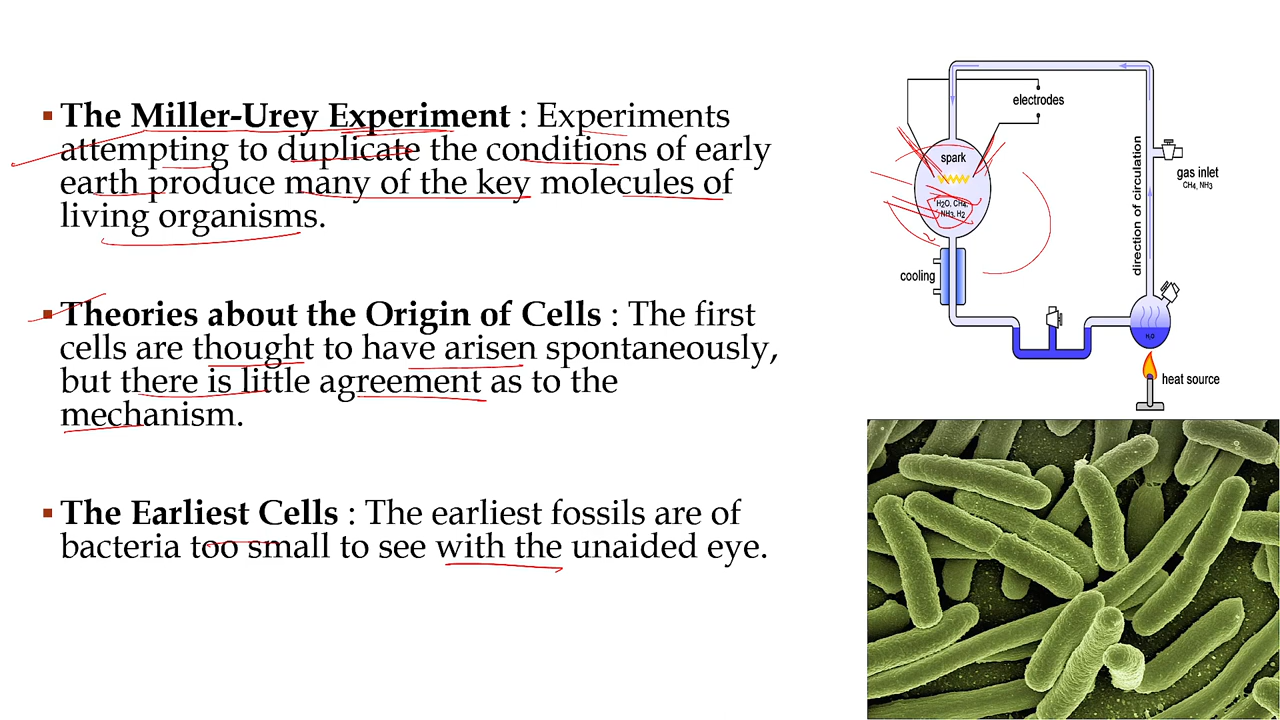 ▪ The Miller-Urey Experiment : Experiments
attempting to duplicate the conditions of early
earth produce many of the key molecules of
living organisms.
▪ Theories about the Origin of Cells : The first
cells are thought to have arisen spontaneously,
but there is little agreement as to the
mechanism.
▪ The Earliest Cells : The earliest fossils are of
bacteria too small to see with the unaided eye.
electrodes
spark
H₂O, CH₄,
NH₃, H₂
cooling
direction of circulation
gas inlet
CH₄, NH₃
H₂O
heat source